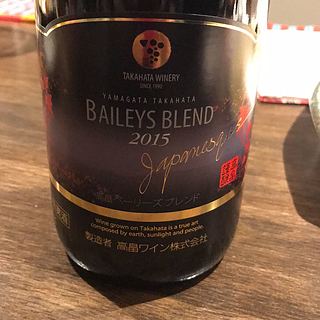 TAKAHATA WINERY
SINCE 1990
YAMAGATA TAKAHATA
BAILEYS BLEND
2015
Japanesque
高畠ベーリーズ ブレンド
Wine grown on Takahata is a true art
composed by earth, sunlight and people.
製造者 高畠ワイン株式会社